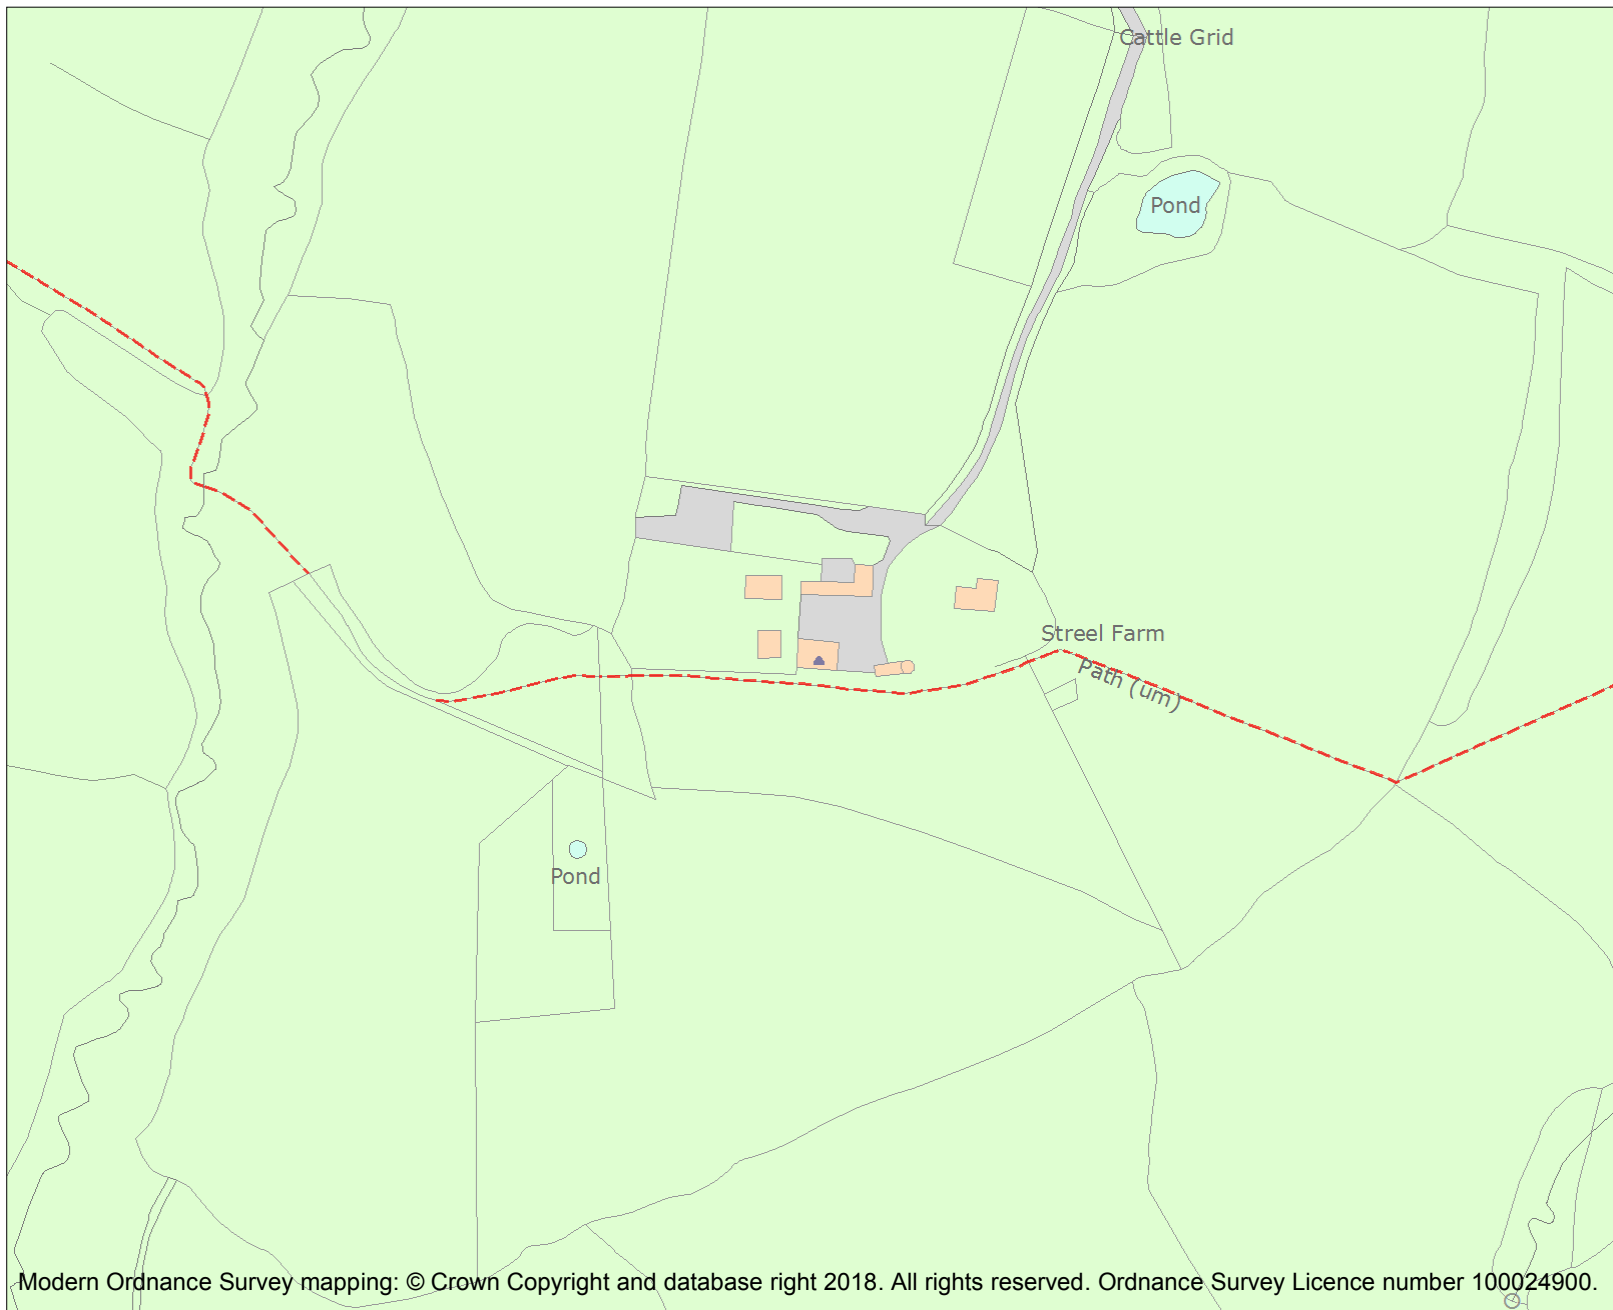 Cattle Grid
Pond
Streel Farm
Path (um)
Pond
Modern Ordnance Survey mapping: © Crown Copyright and database right 2018. All rights reserved. Ordnance Survey Licence number 100024900.